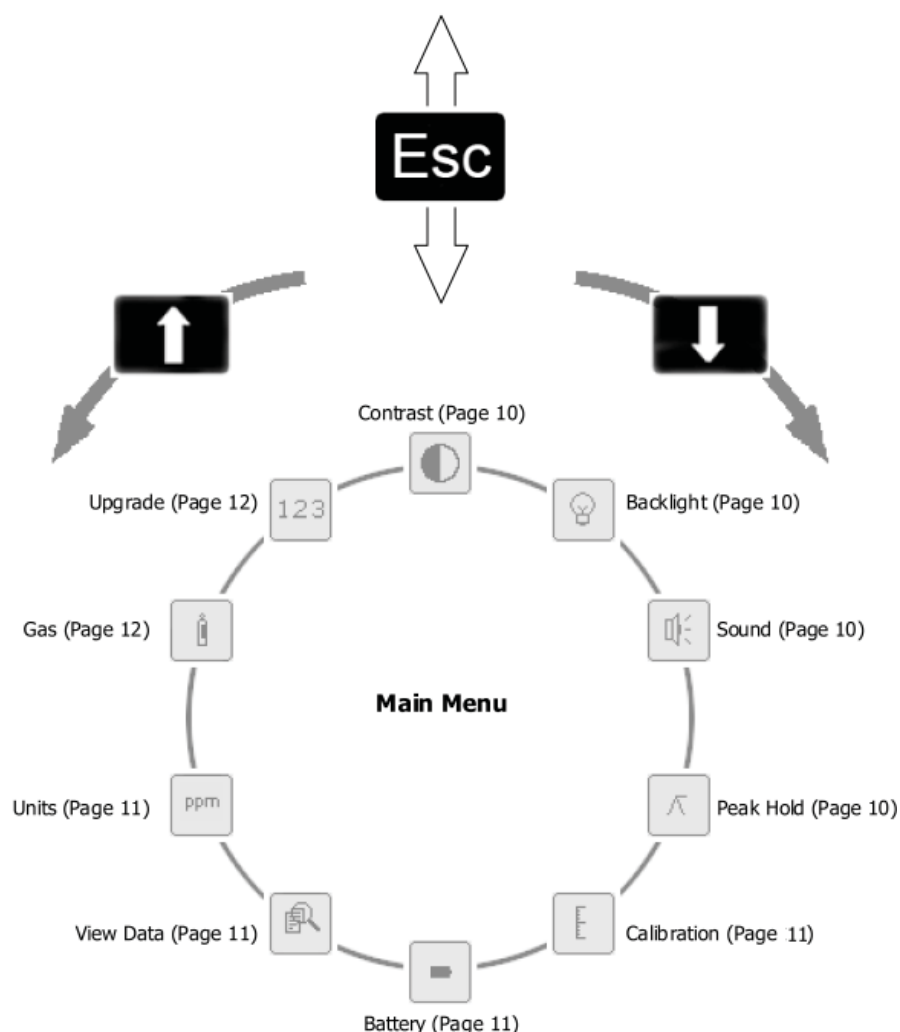 Esc
Contrast (Page 10)
Upgrade (Page 12)
123
Backlight (Page 10)
Gas (Page 12)
Sound (Page 10)
Main Menu
Units (Page 11)
ppm
Peak Hold (Page 10)
View Data (Page 11)
Calibration (Page 11)
Battery (Page 11)